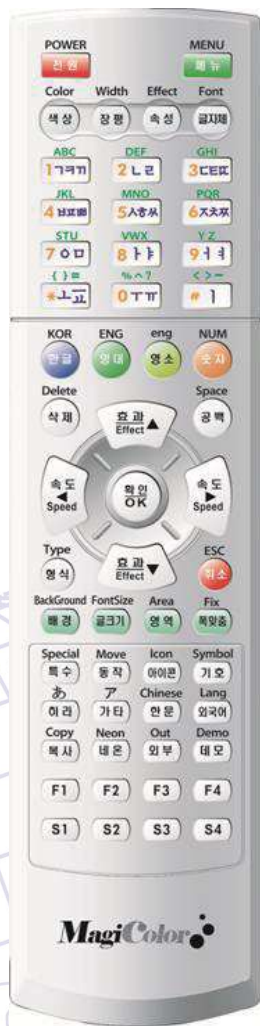 POWER MENU
전원 메뉴
Color Width Effect Font
색상 장평 속성 글자체
ABC DEF GHI
1ㄱㅋㄲ 2ㄴㄹ 3ㄷㅌㄸ
JKL MNO PQR
4ㅂㅍㅃ 5ㅅㅎㅆ 6ㅈㅊㅉ
STU VWX YZ
7ㅇㅁ 8ㅏㅑ 9ㅓㅕ
{ } = % ^ ? < > ~
*ㅗㅛ 0ㅜㅠ #ㅣ
KOR ENG eng NUM
한글 영대 영소 숫자
Delete Space
삭제 공백
효과▲
Effect
속도 속도
◀ ▶
Speed Speed
확인
OK
Type ESC
형식 취소
효과▼
Effect
BackGround FontSize Area Fix
배경 글크기 영역 폭맞춤
Special Move Icon Symbol
특수 동작 아이콘 기호
あ ア Chinese Lang
히라 가타 한문 외국어
Copy Neon Out Demo
복사 네온 외부 데모
F1 F2 F3 F4
S1 S2 S3 S4
MagiColor